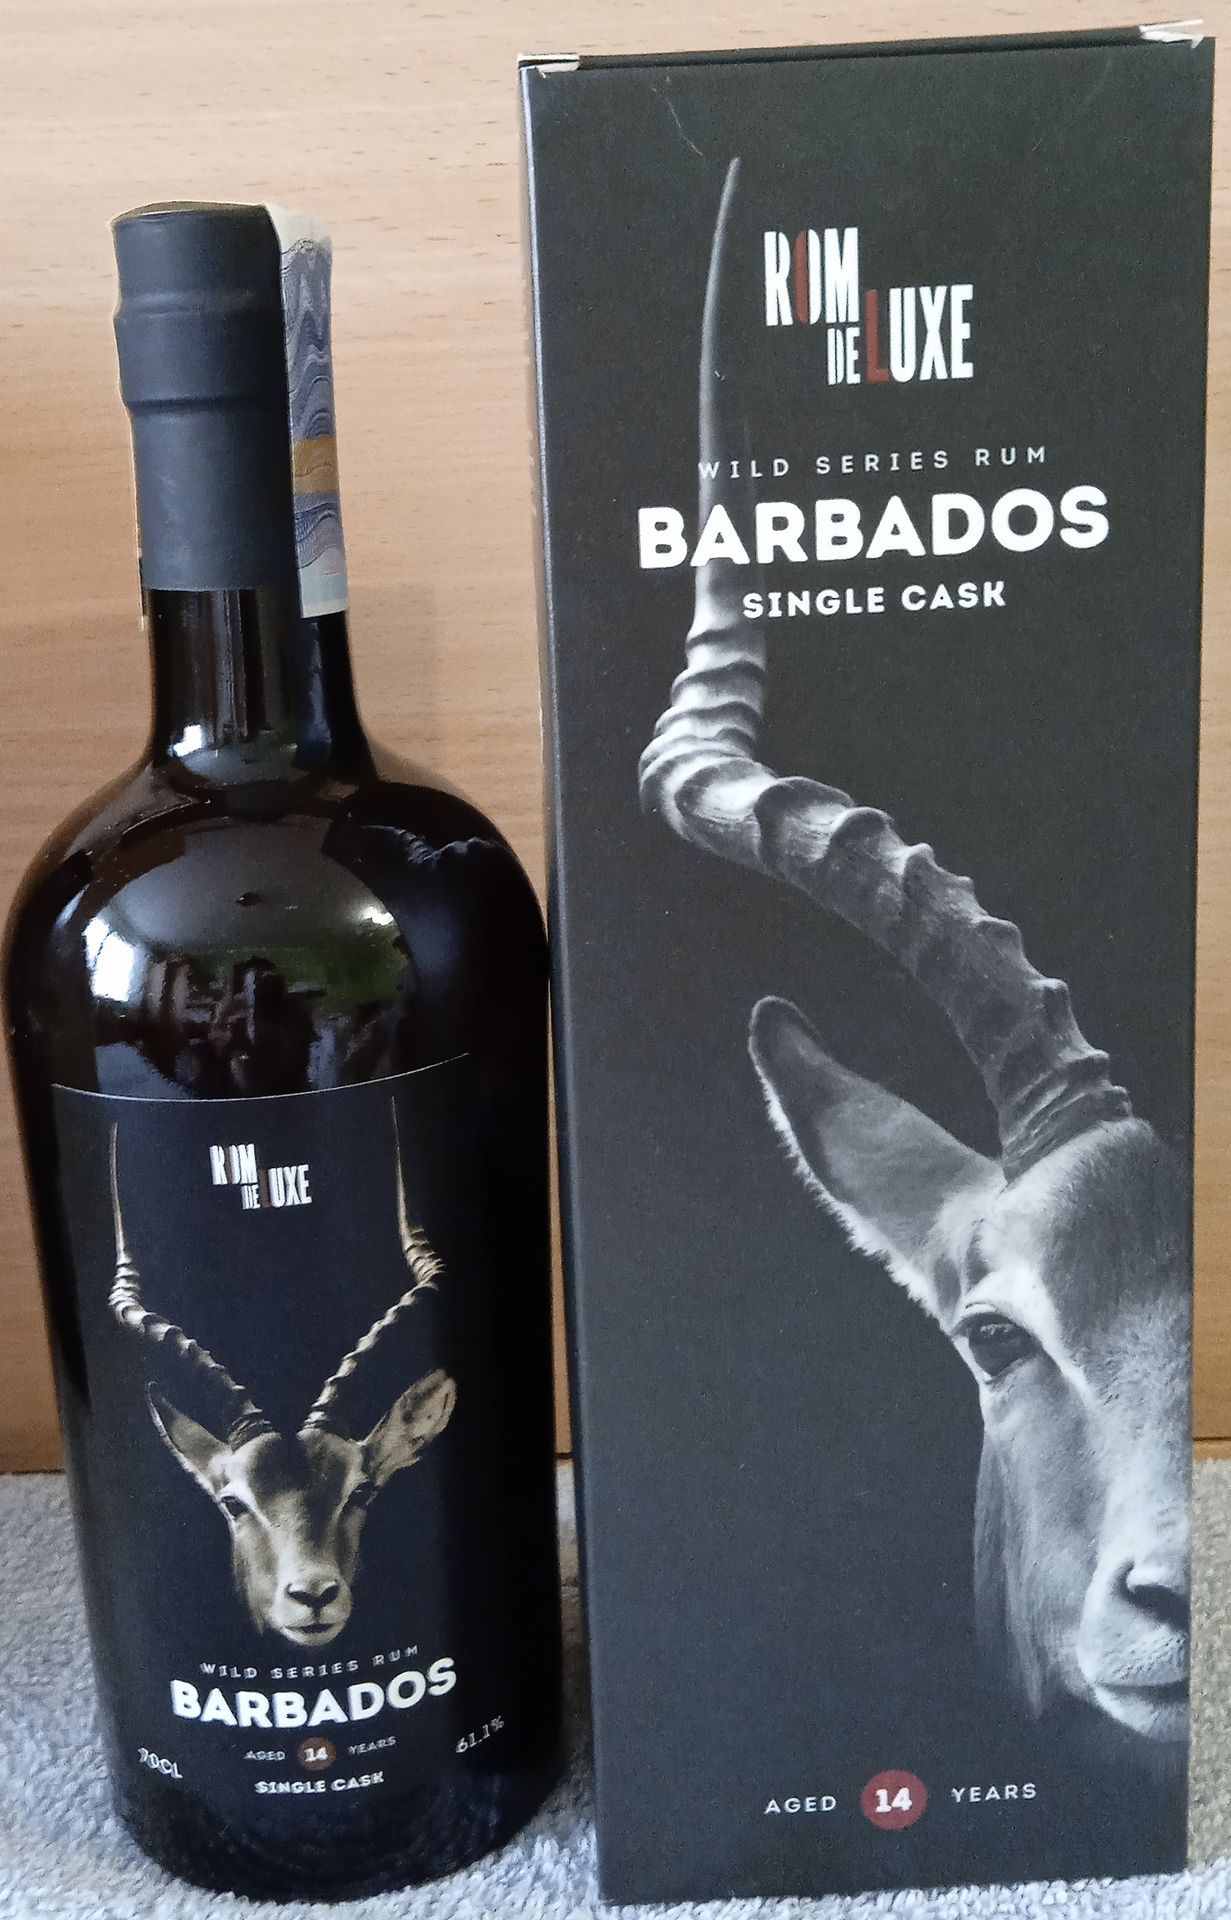 ROM
DE LUXE
WILD SERIES RUM
BARBADOS
AGED 14 YEARS
SINGLE CASK
70CL
61.1%
ROM
DE LUXE
WILD SERIES RUM
BARBADOS
SINGLE CASK
AGED 14 YEARS